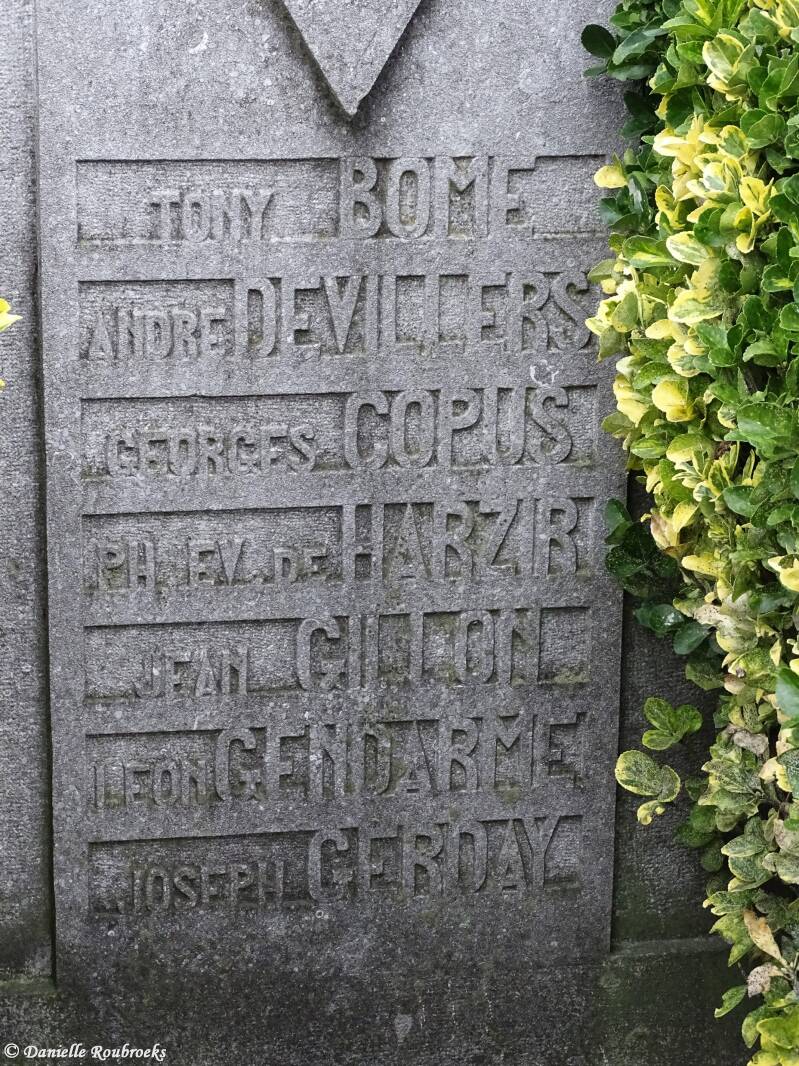 TONY BOME
ANDRE DEVILLERS
GEORGES COPUS
PH. EV. DE HARZIR
JEAN GILLON
LEON GENDARME
JOSEPH GERDAY
© Danielle Roubroeks